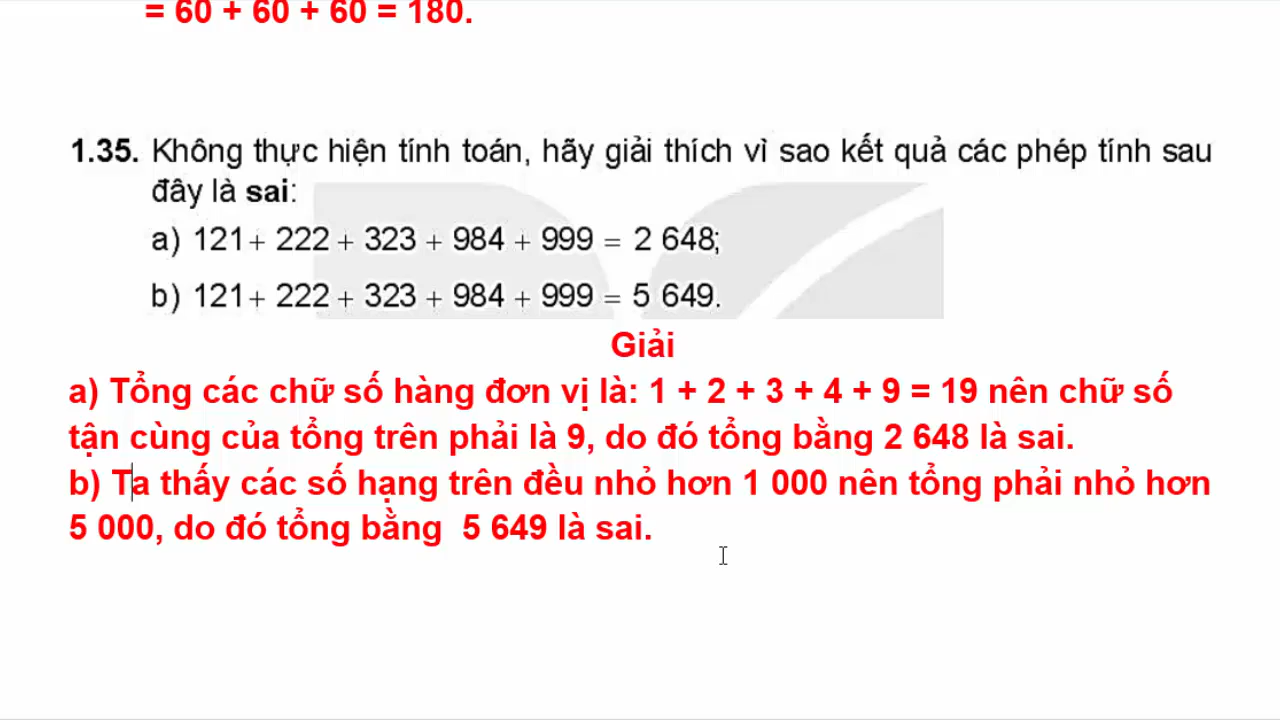 = 60 + 60 + 60 = 180.
1.35. Không thực hiện tính toán, hãy giải thích vì sao kết quả các phép tính sau
đây là sai:
a) 121+ 222 + 323 + 984 + 999 = 2 648;
b) 121+ 222 + 323 + 984 + 999 = 5 649.
Giải
a) Tổng các chữ số hàng đơn vị là: 1 + 2 + 3 + 4 + 9 = 19 nên chữ số
tận cùng của tổng trên phải là 9, do đó tổng bằng 2 648 là sai.
b) Ta thấy các số hạng trên đều nhỏ hơn 1 000 nên tổng phải nhỏ hơn
5 000, do đó tổng bằng  5 649 là sai.